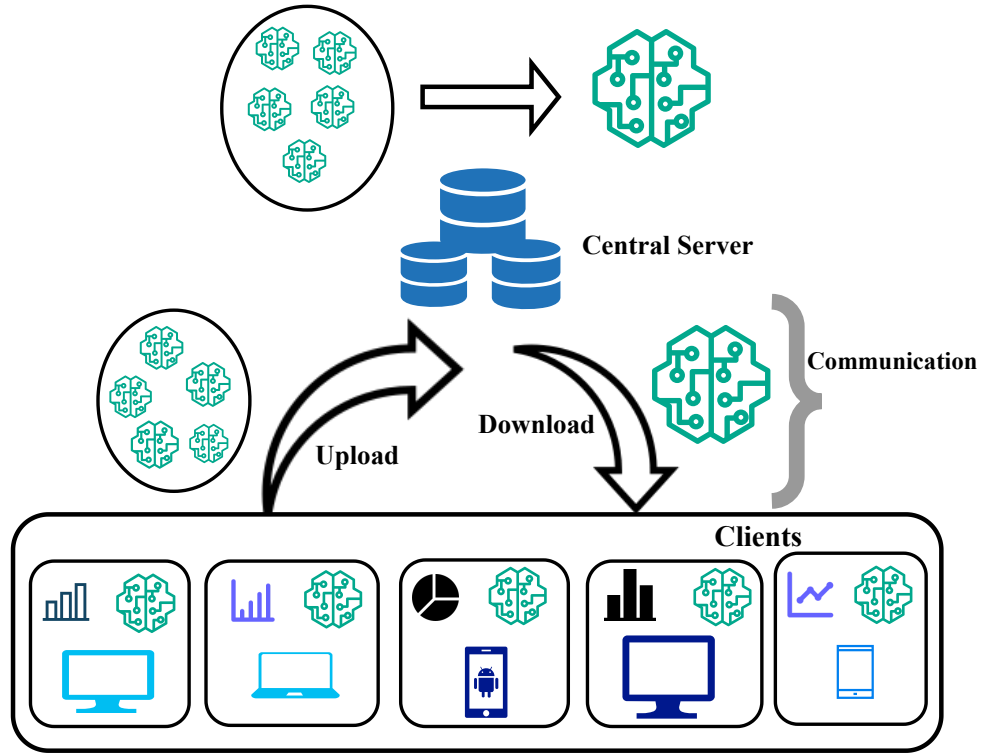 Central Server
Communication
Download
Upload
Clients